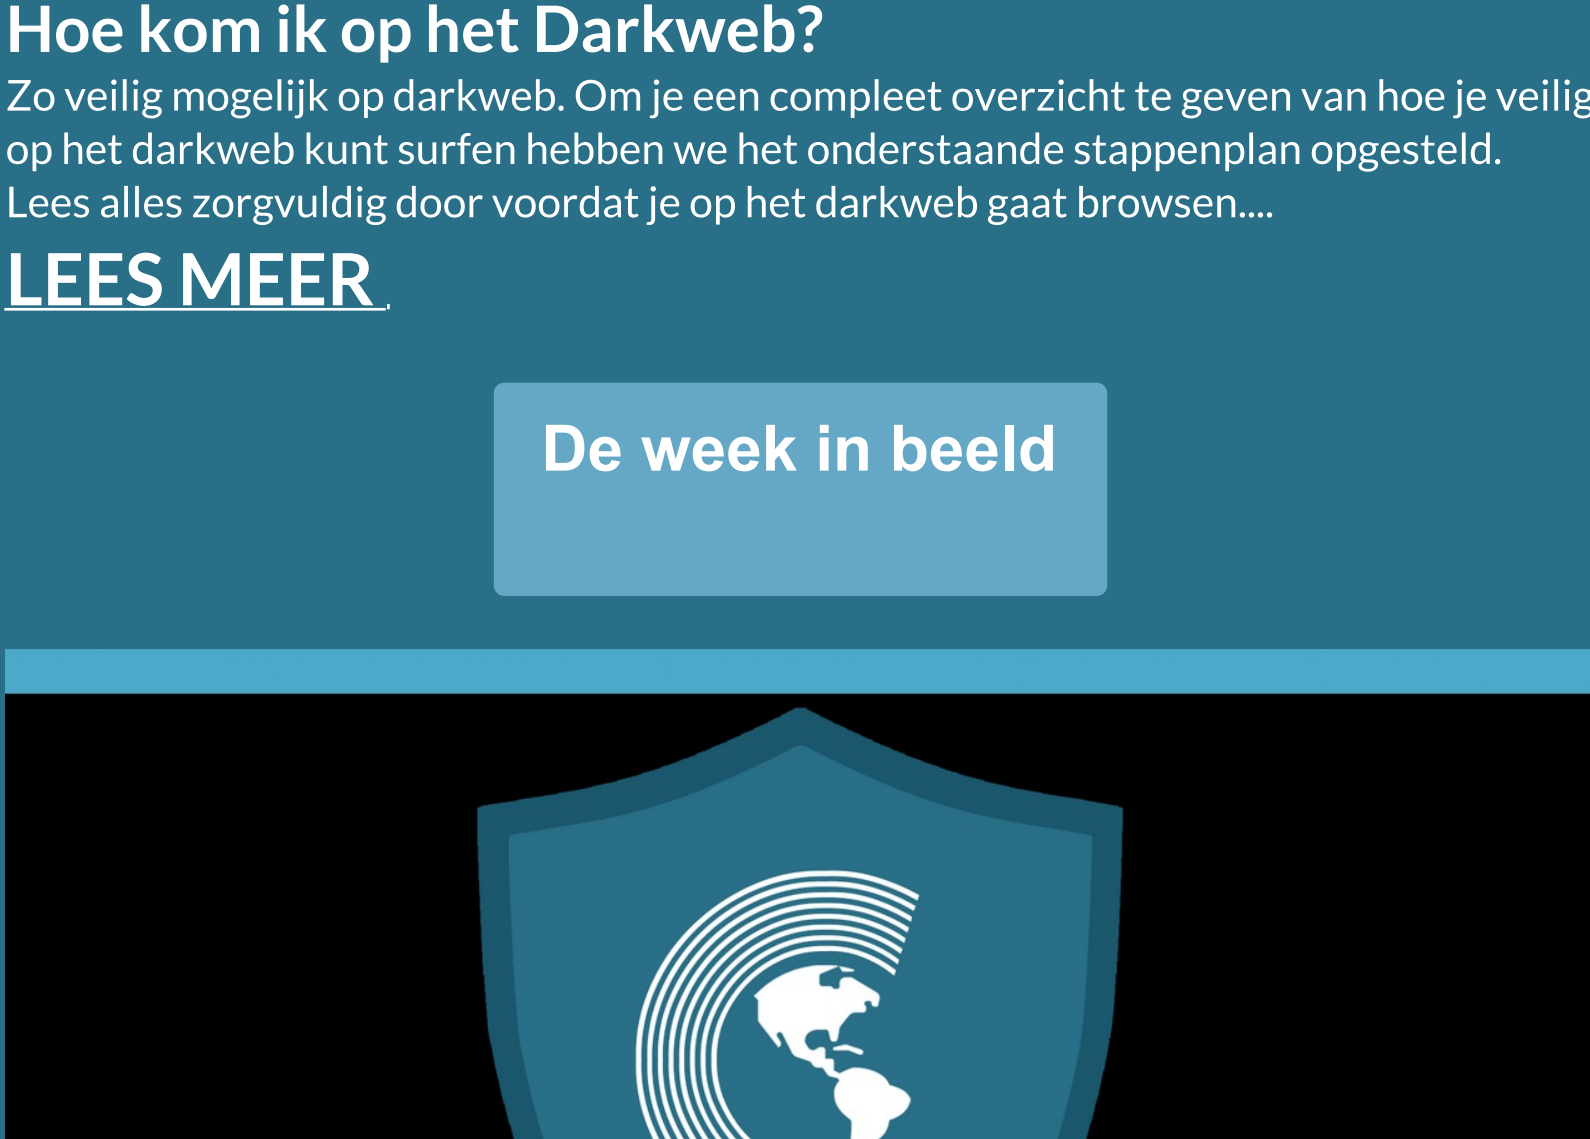 Hoe kom ik op het Darkweb?
Zo veilig mogelijk op darkweb. Om je een compleet overzicht te geven van hoe je veilig
op het darkweb kunt surfen hebben we het onderstaande stappenplan opgesteld.
Lees alles zorgvuldig door voordat je op het darkweb gaat browsen....
LEES MEER .
De week in beeld